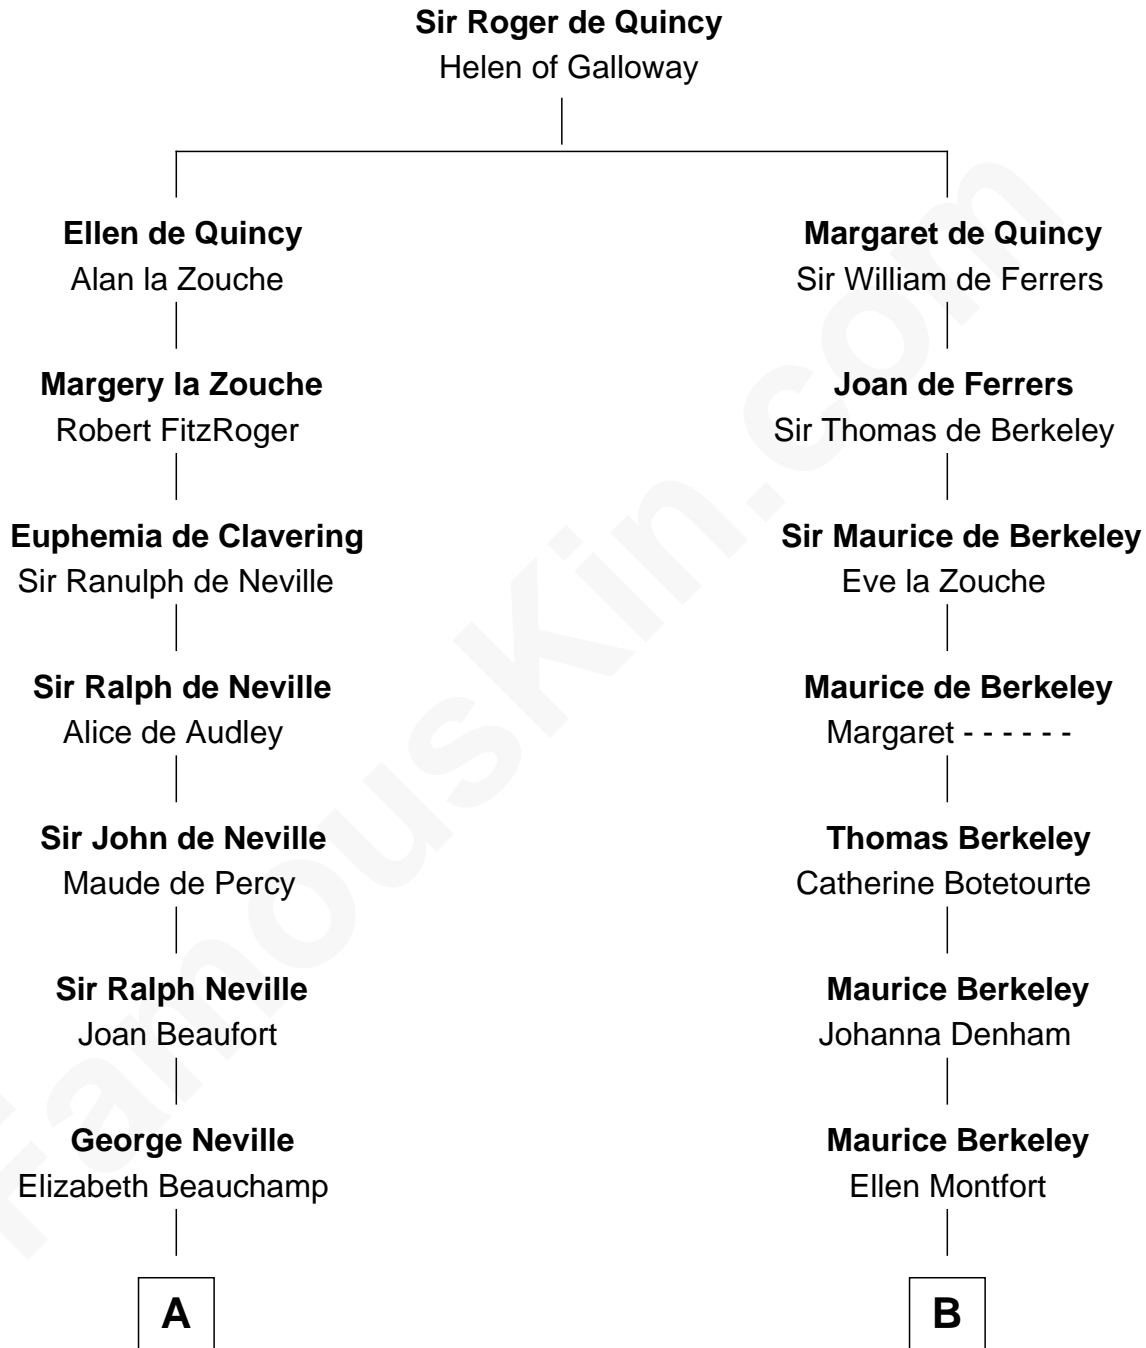 Sir Roger de Quincy
Helen of Galloway
Ellen de Quincy
Alan la Zouche
Margaret de Quincy
Sir William de Ferrers
Margery la Zouche
Robert FitzRoger
Joan de Ferrers
Sir Thomas de Berkeley
Euphemia de Clavering
Sir Ranulph de Neville
Sir Maurice de Berkeley
Eve la Zouche
Sir Ralph de Neville
Alice de Audley
Maurice de Berkeley
Margaret - - - - - -
Sir John de Neville
Maude de Percy
Thomas Berkeley
Catherine Botetourte
Sir Ralph Neville
Joan Beaufort
Maurice Berkeley
Johanna Denham
George Neville
Elizabeth Beauchamp
Maurice Berkeley
Ellen Montfort
A
B
FamousKin.com